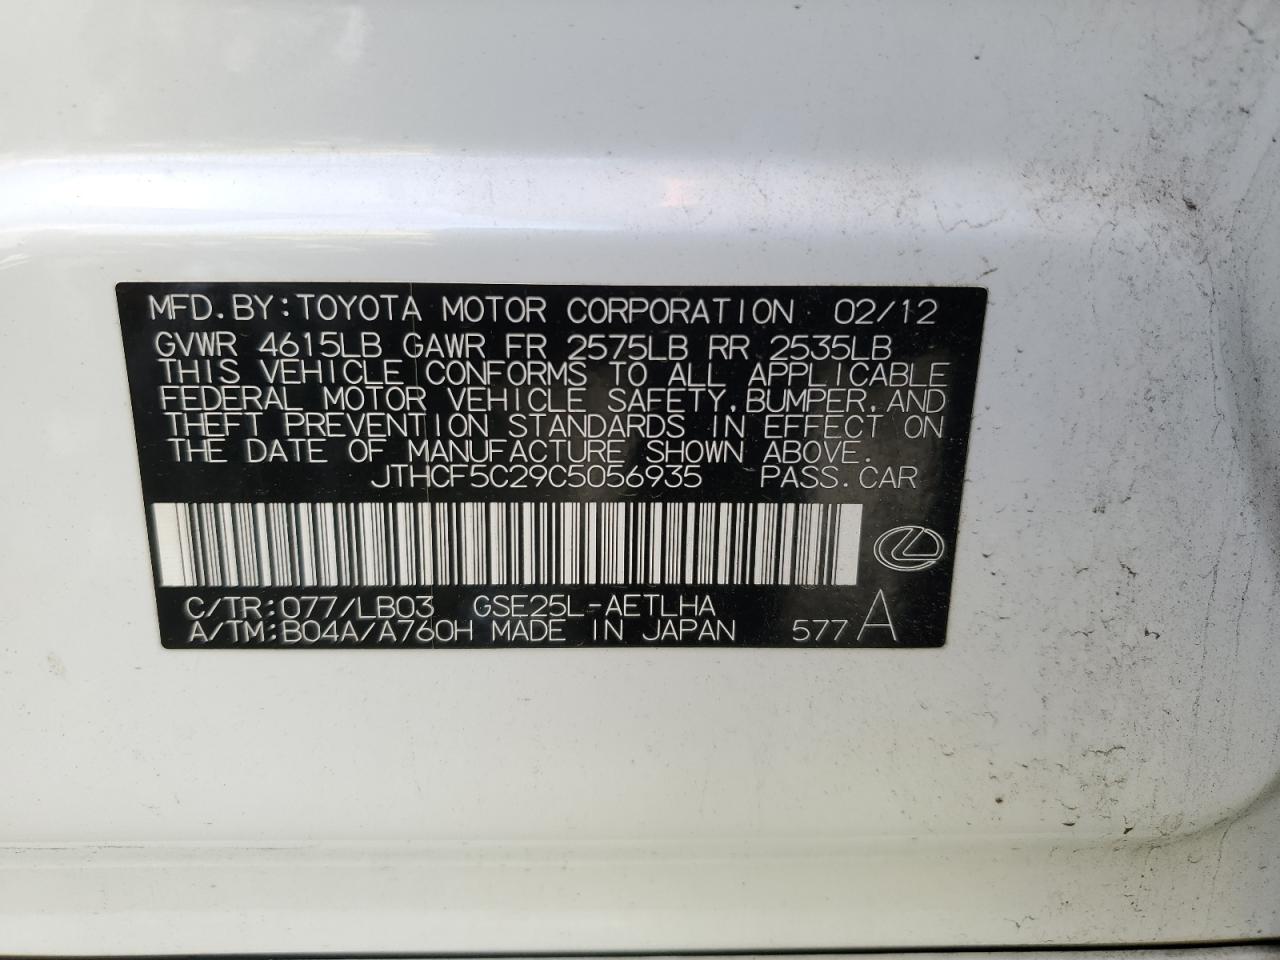 MFD.BY:TOYOTA MOTOR CORPORATION 02/12
GVWR 4615LB GAWR FR 2575LB RR 2535LB
THIS VEHICLE CONFORMS TO ALL APPLICABLE
FEDERAL MOTOR VEHICLE SAFETY,BUMPER,AND
THEFT PREVENTION STANDARDS IN EFFECT ON
THE DATE OF MANUFACTURE SHOWN ABOVE.
JTHCF5C29C5056935 PASS.CAR
C/TR:077/LB03 GSE25L-AETLHA
A/TM:B04A/A760H MADE IN JAPAN 577 A